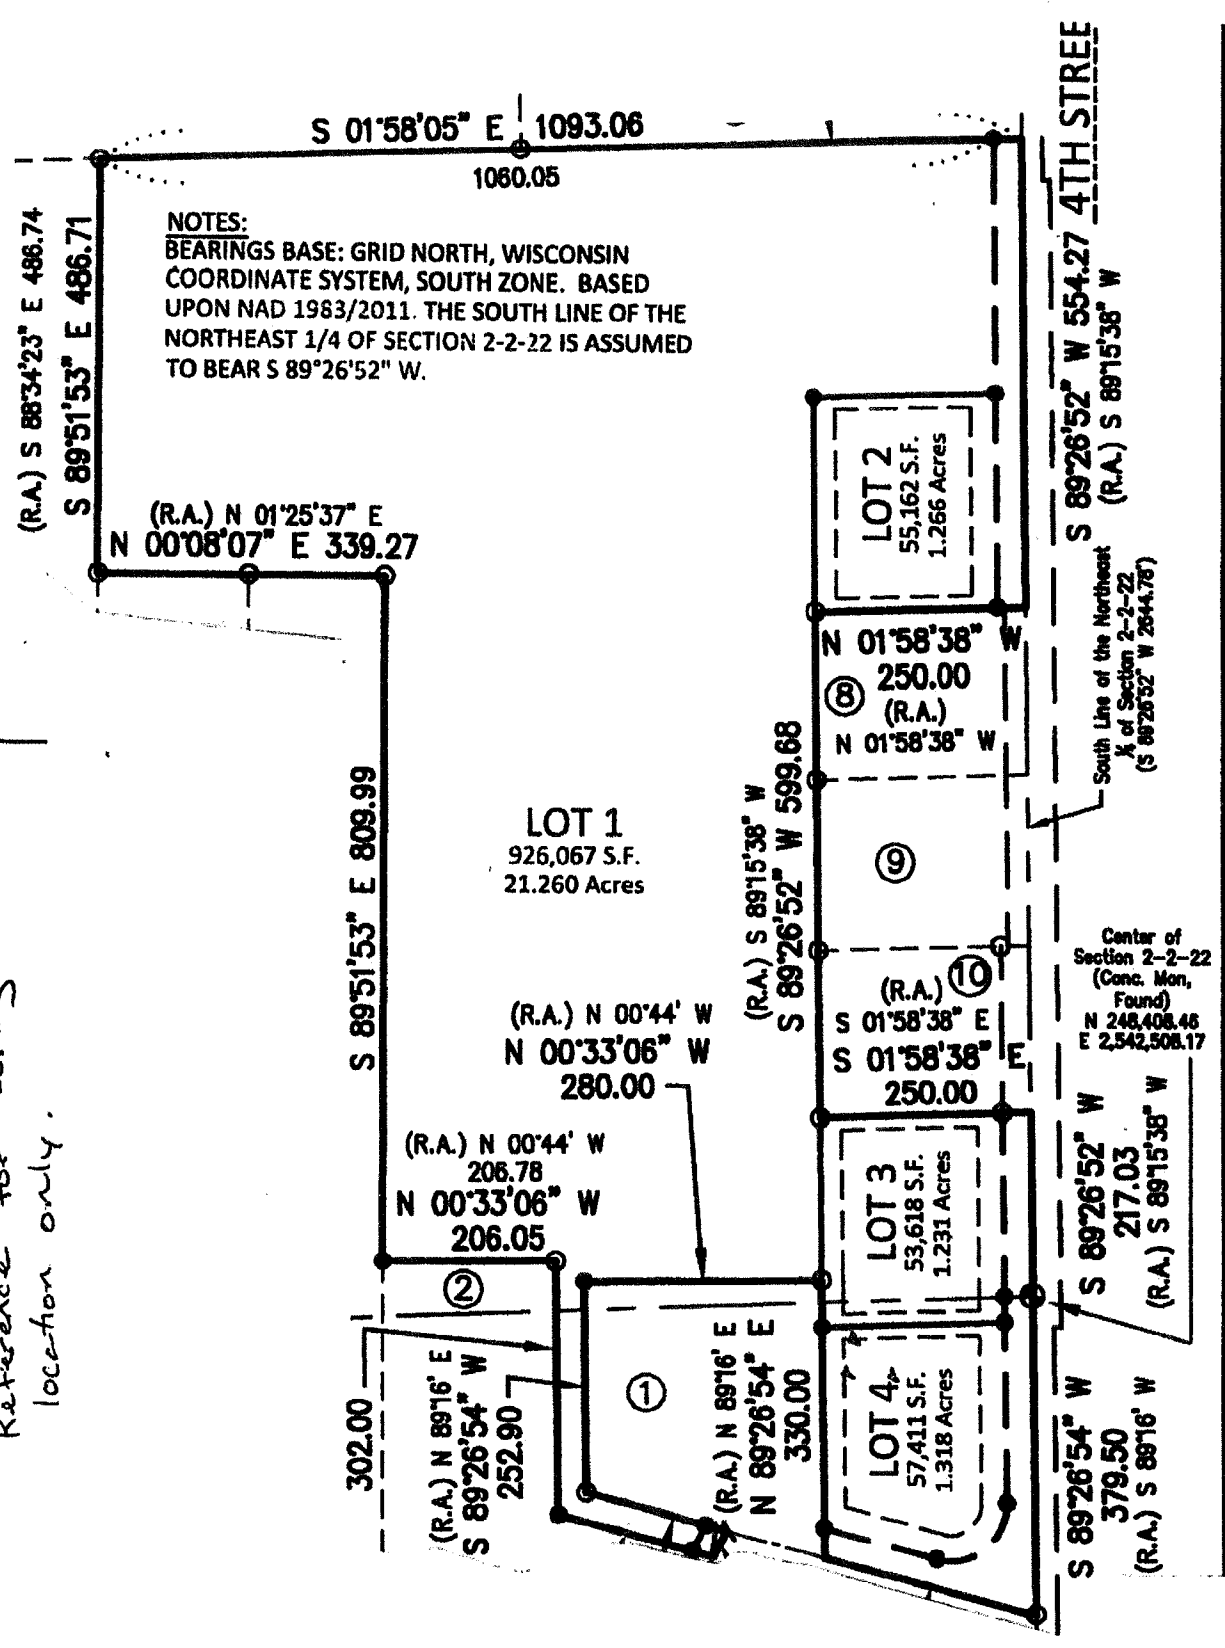 S 01°58'05" E 1093.06
1060.05
4TH STREE
NOTES:
BEARINGS BASE: GRID NORTH, WISCONSIN
COORDINATE SYSTEM, SOUTH ZONE. BASED
UPON NAD 1983/2011. THE SOUTH LINE OF THE
NORTHEAST 1/4 OF SECTION 2-2-22 IS ASSUMED
TO BEAR S 89°26'52" W.
(R.A.) S 88°34'23" E 486.74
S 89°51'53" E 486.71
(R.A.) N 01°25'37" E
N 00°08'07" E 339.27
S 89°26'52" W 554.27
(R.A.) S 89°15'38" W
LOT 2
55,162 S.F.
1.266 Acres
N 01°58'38" W
250.00
(R.A.)
N 01°58'38" W
8
South Line of the Northeast
¼ of Section 2-2-22
(S 89°26'52" W 2644.78')
S 89°51'53" E 809.99
LOT 1
926,067 S.F.
21.260 Acres
(R.A.) S 89°15'38" W
S 89°26'52" W 599.68
9
10
(R.A.)
S 01°58'38" E
S 01°58'38" E
250.00
Center of
Section 2-2-22
(Conc. Mon,
Found)
N 246,408.46
E 2,542,508.17
(R.A.) N 00°44' W
N 00°33'06" W
280.00
(R.A.) N 00°44' W
206.78
N 00°33'06" W
206.05
LOT 3
53,618 S.F.
1.231 Acres
S 89°26'52" W
217.03
(R.A.) S 89°15'38" W
2
1
302.00
(R.A.) N 89°16' E
S 89°26'54" W
252.90
(R.A.) N 89°16' E
N 89°26'54" E
330.00
LOT 4
57,411 S.F.
1.318 Acres
S 89°26'54" W
379.50
(R.A.) S 89°16' W
Reference for
location only.